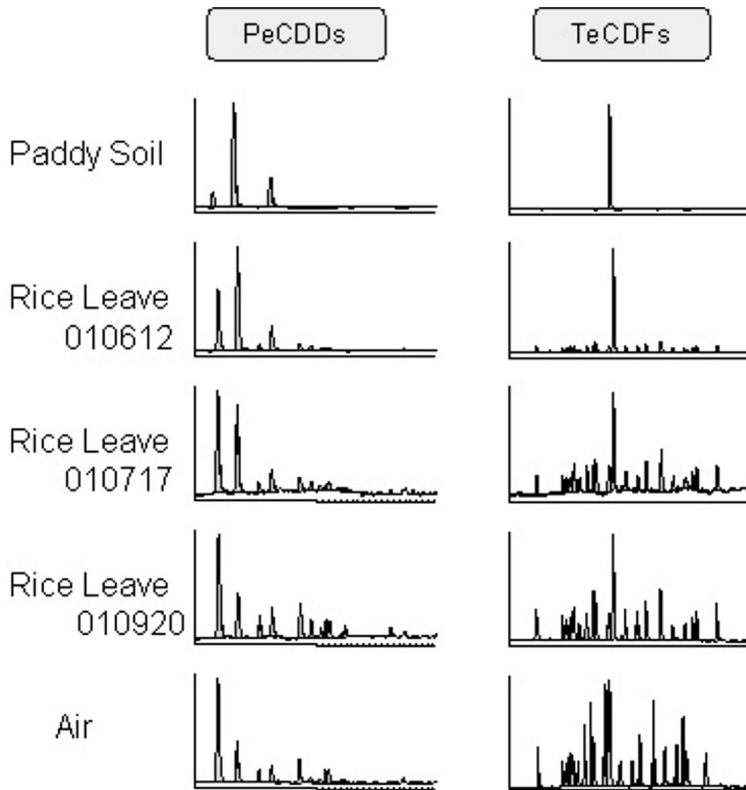 PeCDDs
TeCDFs
Paddy Soil
Rice Leave
010612
Rice Leave
010717
Rice Leave
010920
Air